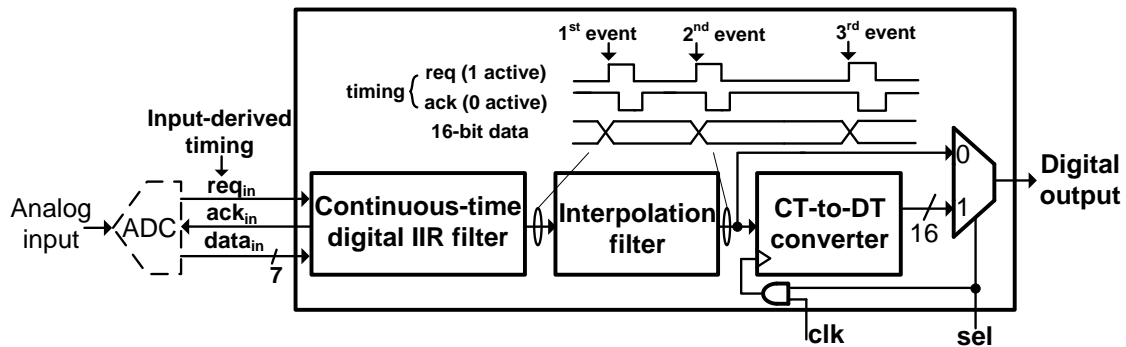 1st event
2nd event
3rd event
req (1 active)
timing
ack (0 active)
16-bit data
Input-derived
timing
reqin
ackin
datain
7
Analog
input
ADC
Continuous-time
digital IIR filter
Interpolation
filter
CT-to-DT
converter
16
0
1
Digital
output
clk
sel